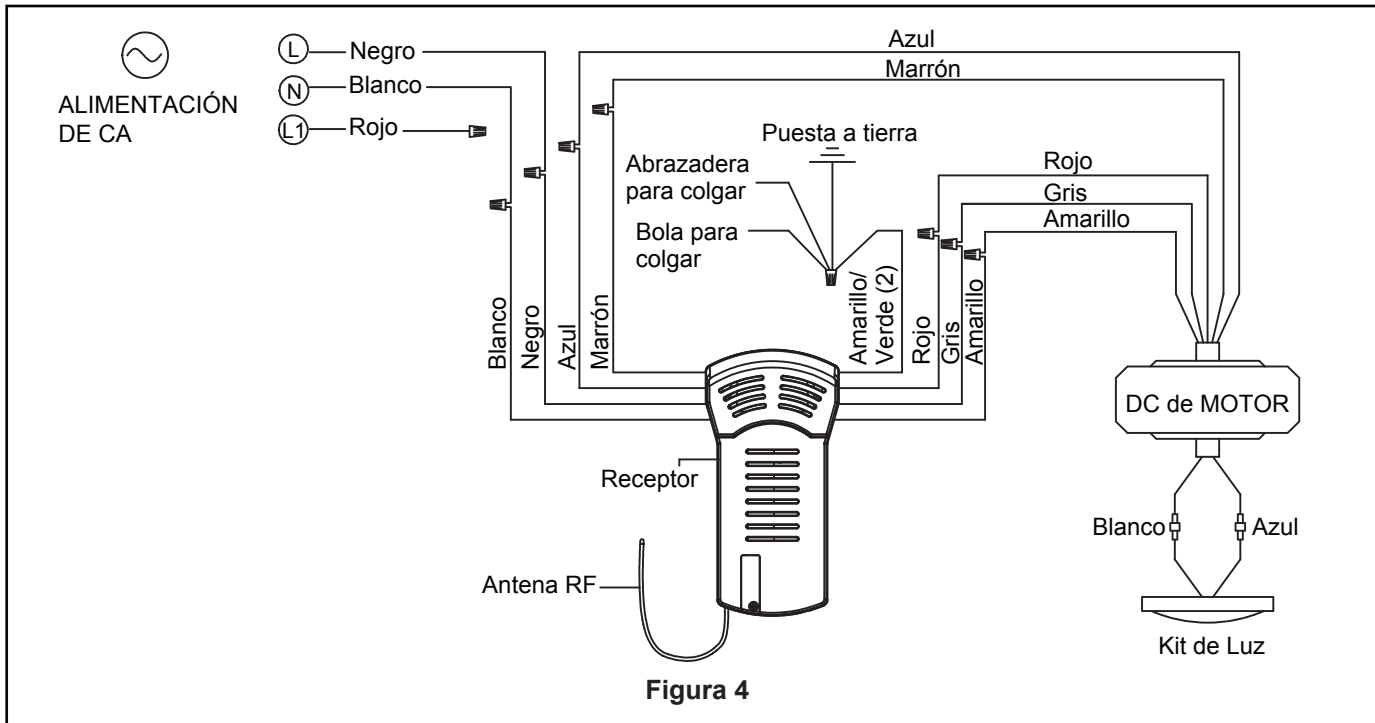 ALIMENTACIÓN
DE CA
L
Negro
N
Blanco
L1
Rojo
Azul
Marrón
Puesta a tierra
Abrazadera
para colgar
Bola para
colgar
Rojo
Gris
Amarillo
Blanco
Negro
Azul
Marrón
Amarillo/
Verde (2)
Rojo
Gris
Amarillo
DC de MOTOR
Receptor
Blanco
Azul
Antena RF
Kit de Luz
Figura 4